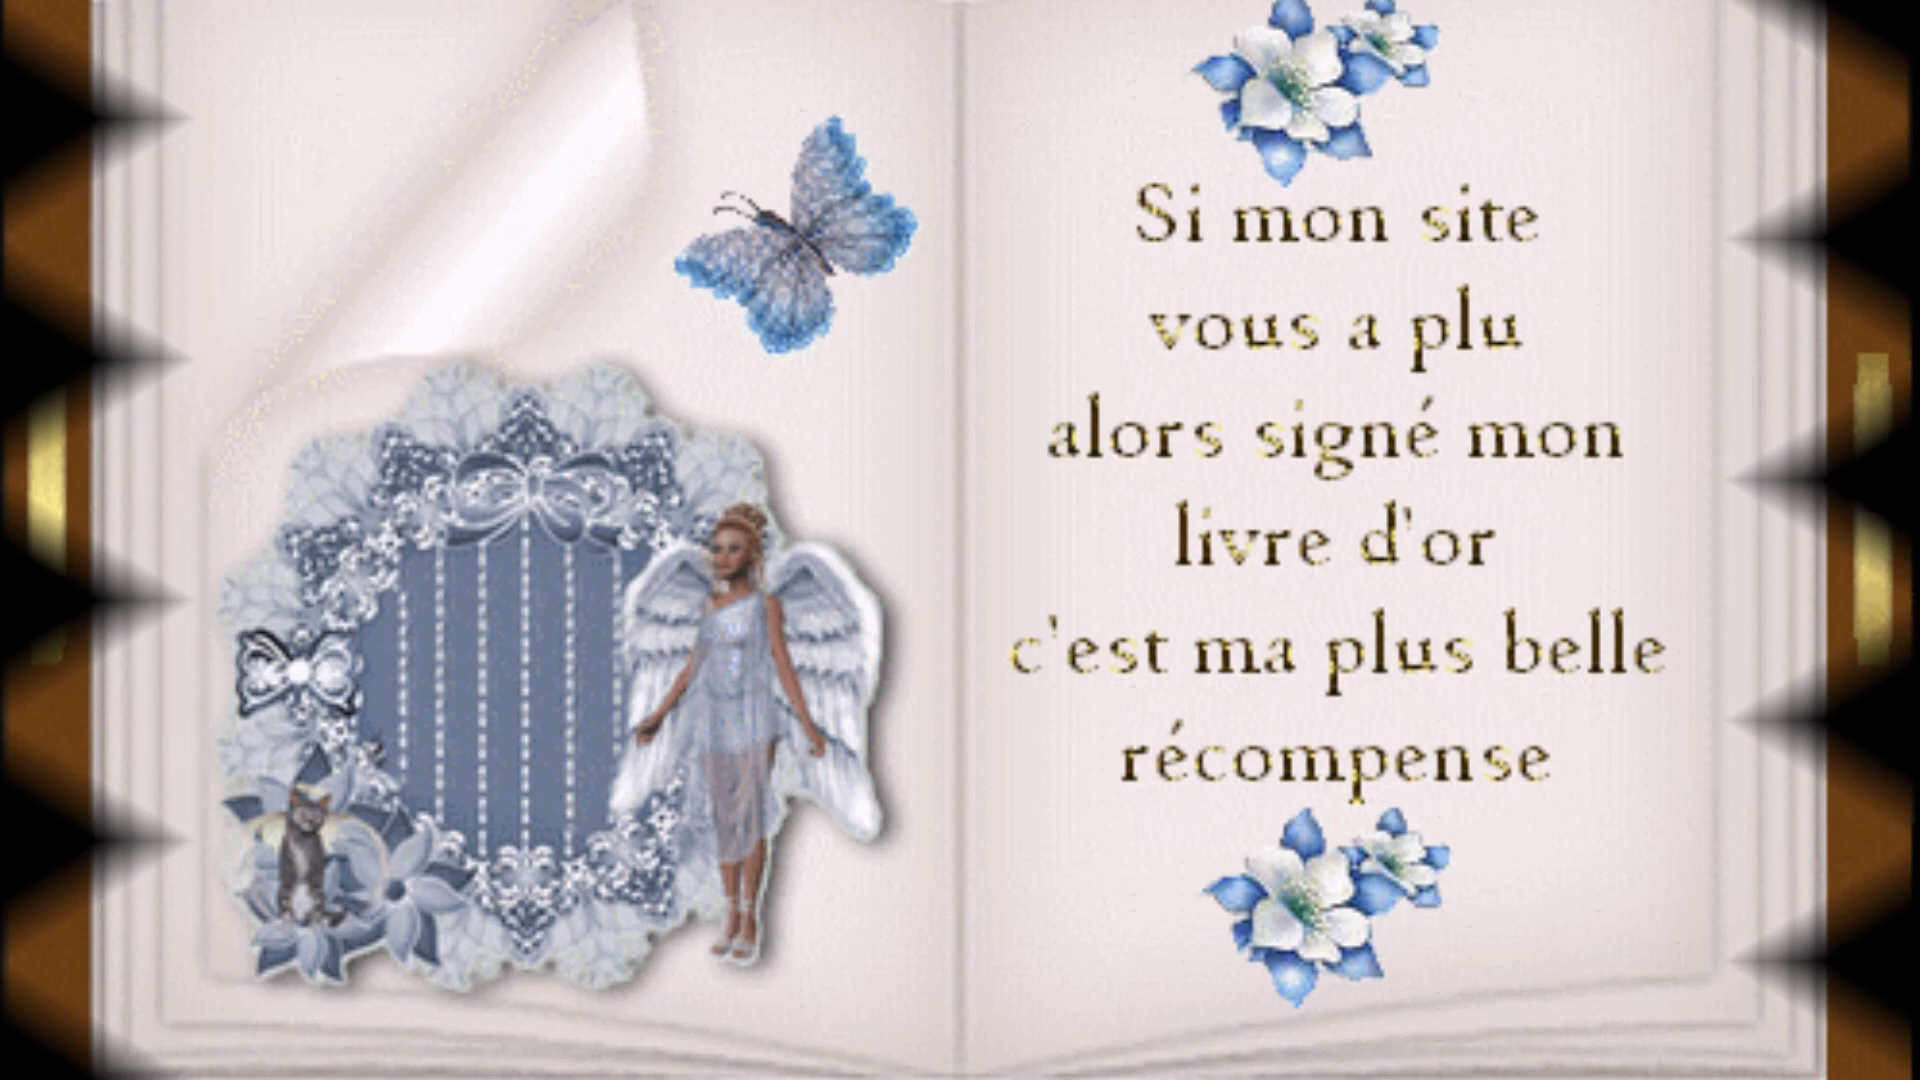 Si mon site
vous a plu
alors signé mon
livre d'or
c'est ma plus belle
récompense